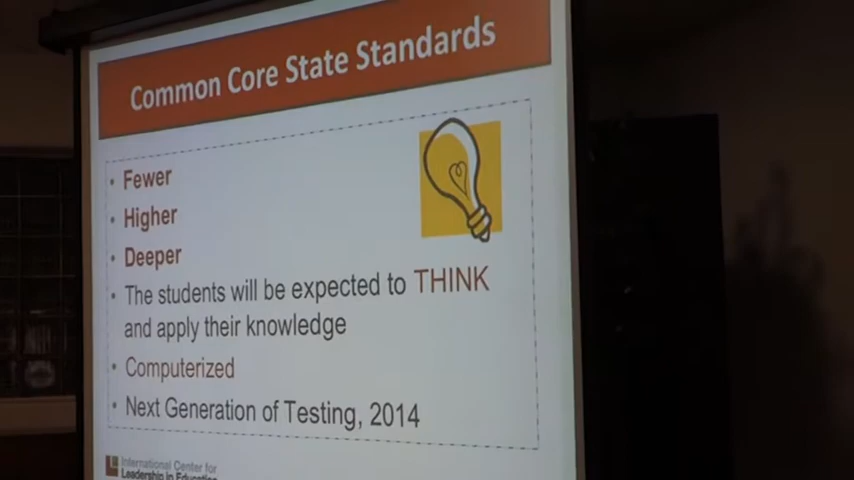 Common Core State Standards
• Fewer
• Higher
• Deeper
• The students will be expected to THINK
and apply their knowledge
• Computerized
• Next Generation of Testing, 2014
International Center for
Leadership in Education